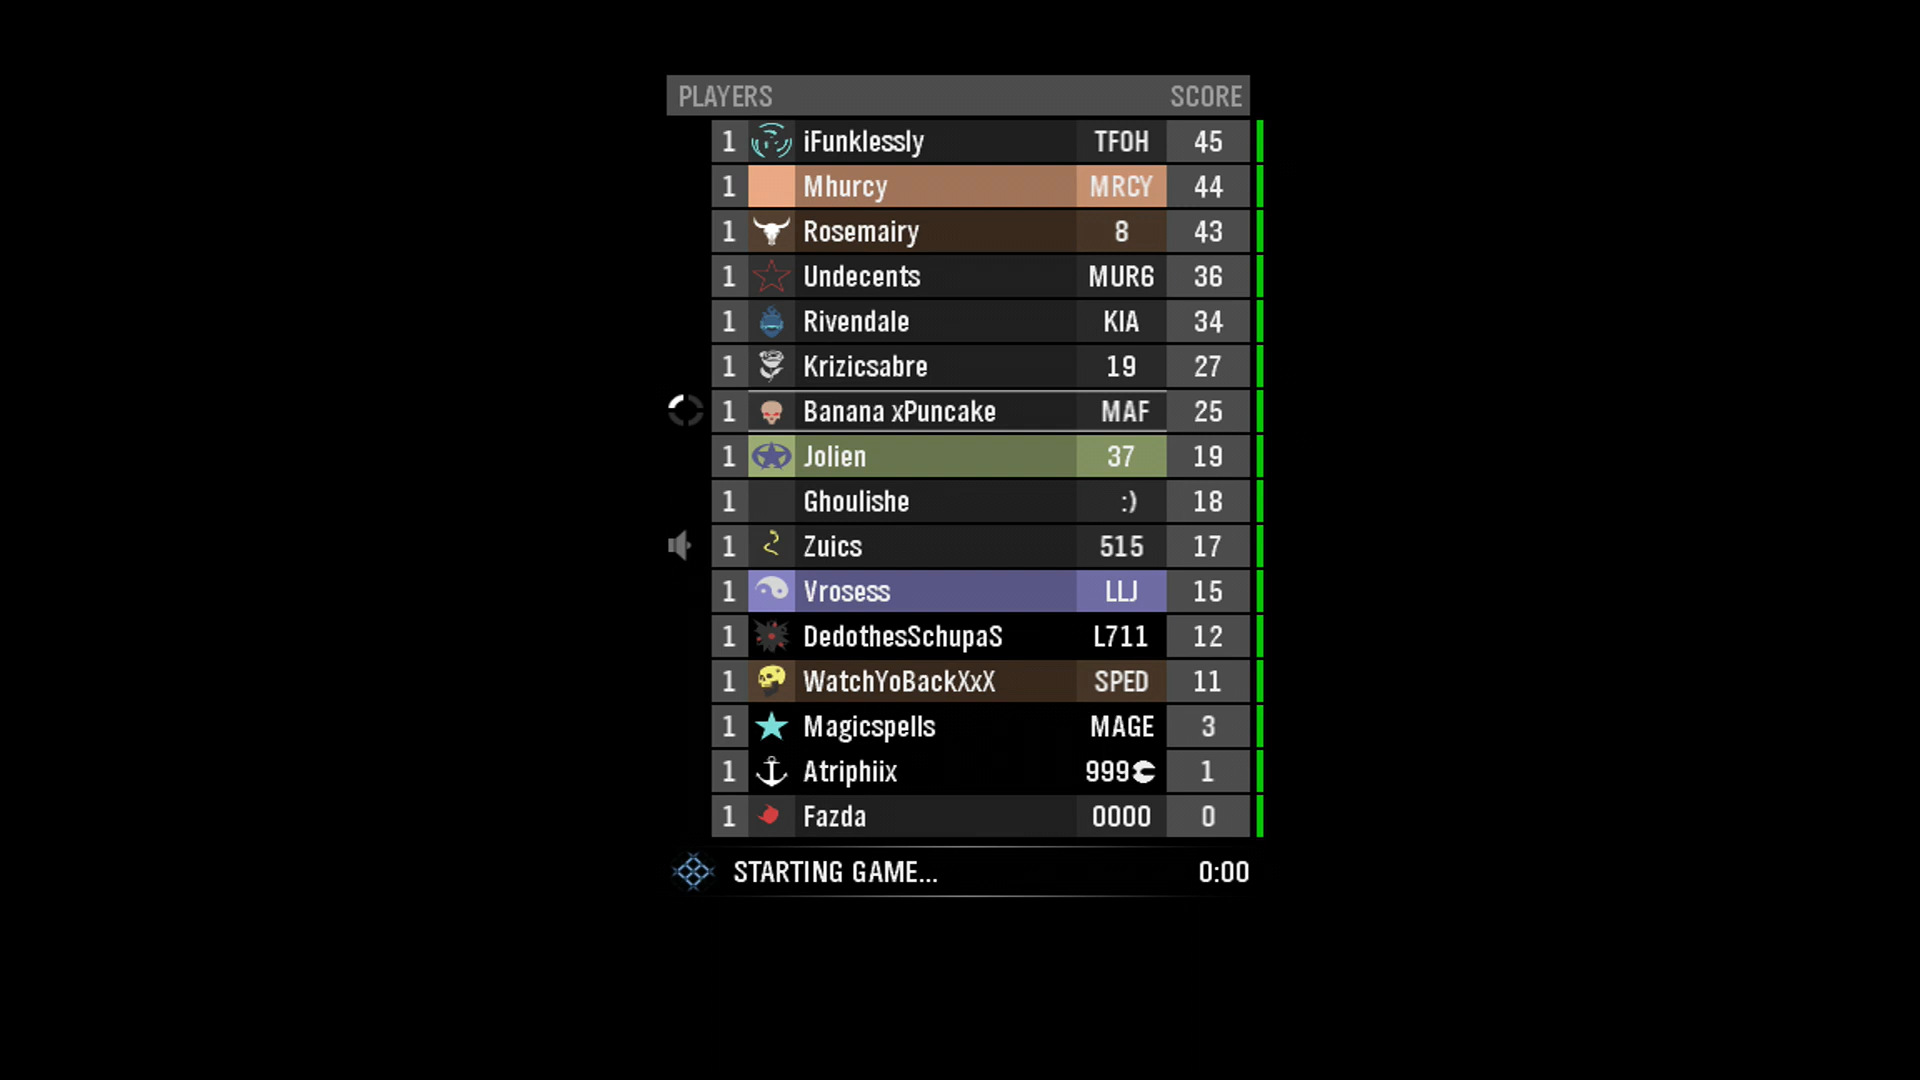 PLAYERS SCORE
1 iFunklessly TFOH 45
1 Mhurcy MRCY 44
1 Rosemairy 8 43
1 Undecents MUR6 36
1 Rivendale KIA 34
1 Krizicsabre 19 27
1 Banana xPuncake MAF 25
1 Jolien 37 19
1 Ghoulishe :) 18
1 Zuics 515 17
1 Vrosess LLJ 15
1 DedothesSchupaS L711 12
1 WatchYoBackXxX SPED 11
1 Magicspells MAGE 3
1 Atriphiix 999 1
1 Fazda 0000 0
STARTING GAME... 0:00